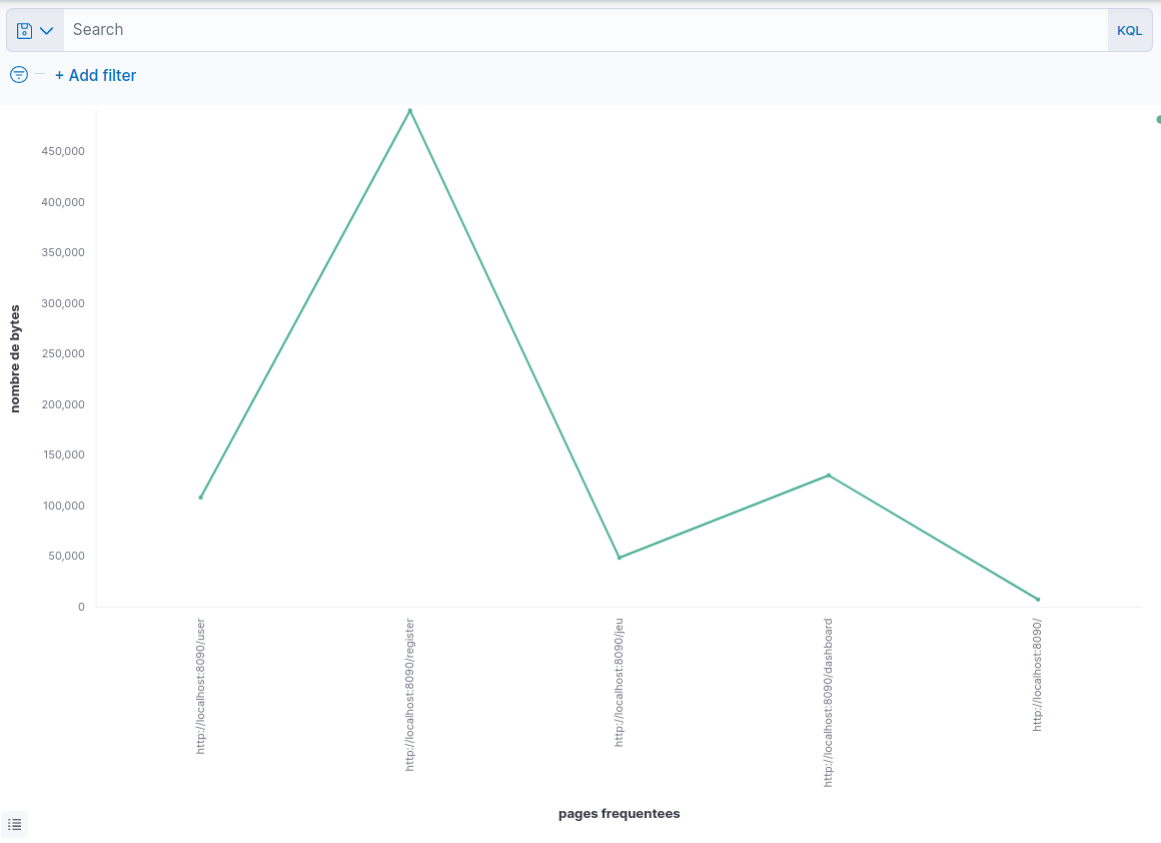 Search
KQL
+ Add filter
450,000
400,000
350,000
300,000
250,000
200,000
150,000
100,000
50,000
0
nombre de bytes
http://localhost:8090/user
http://localhost:8090/register
http://localhost:8090/jeu
http://localhost:8090/dashboard
http://localhost:8090/
pages frequentees